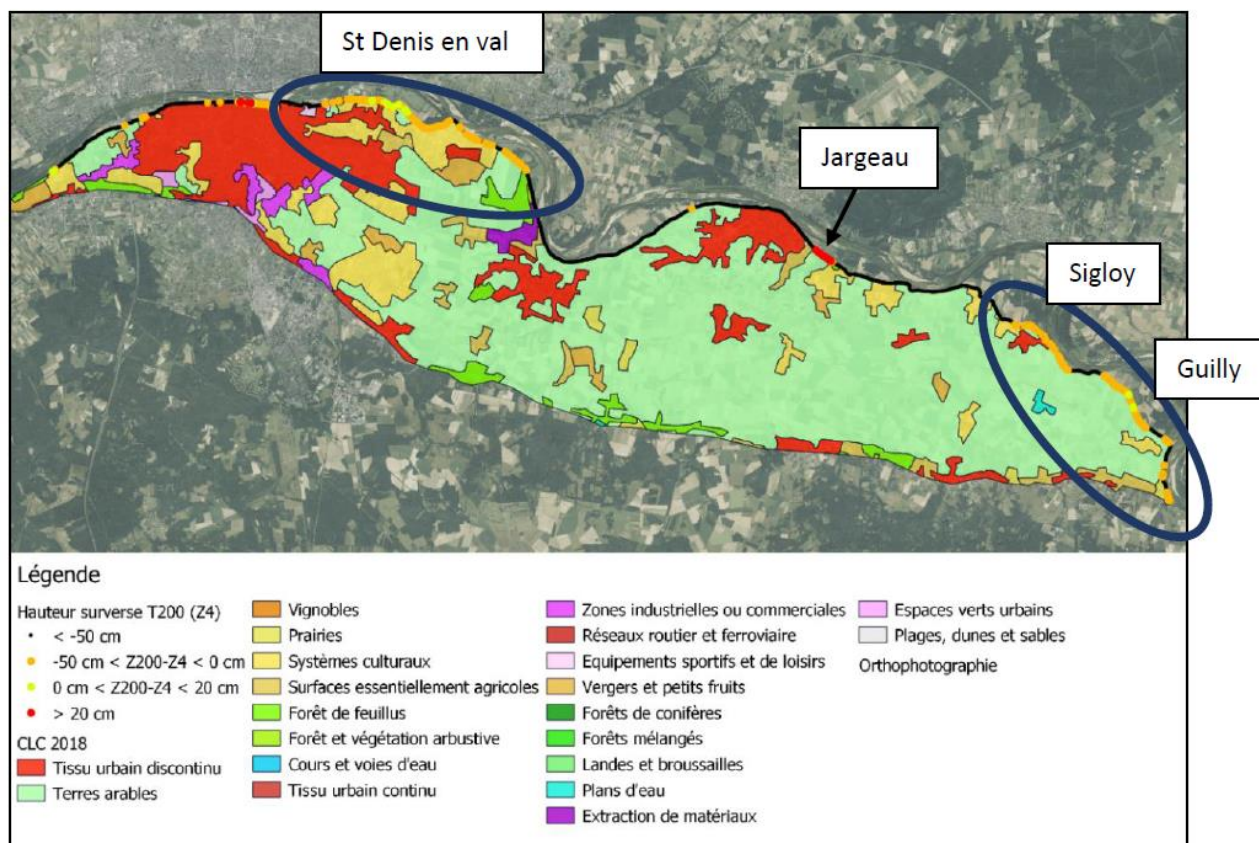 St Denis en val
Jargeau
Sigloy
Guilly
Légende
Hauteur surverse T200 (Z4)
< -50 cm
-50 cm < Z200-Z4 < 0 cm
0 cm < Z200-Z4 < 20 cm
> 20 cm
CLC 2018
Tissu urbain discontinu
Terres arables
Vignobles
Prairies
Systèmes culturaux
Surfaces essentiellement agricoles
Forêt de feuillus
Forêt et végétation arbustive
Cours et voies d'eau
Tissu urbain continu
Zones industrielles ou commerciales
Réseaux routier et ferroviaire
Equipements sportifs et de loisirs
Vergers et petits fruits
Forêts de conifères
Forêts mélangés
Landes et broussailles
Plans d'eau
Extraction de matériaux
Espaces verts urbains
Plages, dunes et sables
Orthophotographie